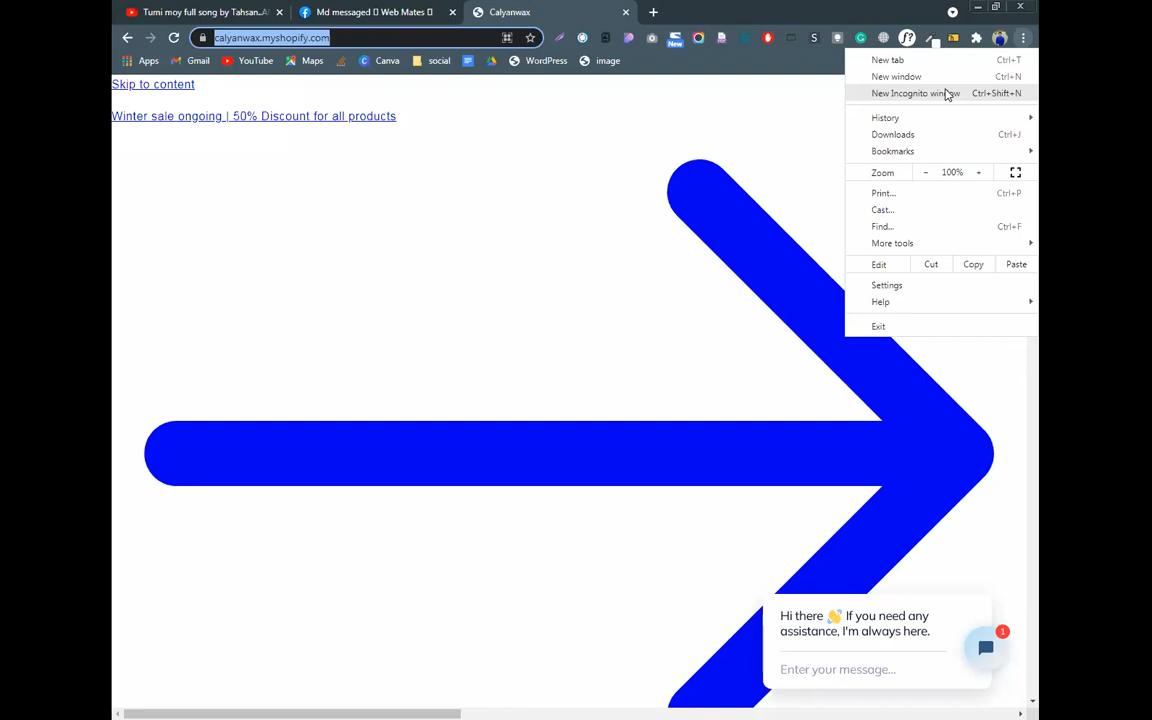 Tumi moy full song by Tahsan..A
Md messaged Web Mates
Calyanwax
calyanwax.myshopify.com
New
Apps
Gmail
YouTube
Maps
Canva
social
WordPress
image
New tab Ctrl+T
New window Ctrl+N
New Incognito window Ctrl+Shift+N
History
Downloads Ctrl+J
Bookmarks
Zoom - 100% +
Print... Ctrl+P
Cast...
Find... Ctrl+F
More tools
Edit Cut Copy Paste
Settings
Help
Exit
Skip to content
Winter sale ongoing | 50% Discount for all products
Hi there 👋 If you need any
assistance, I'm always here.
1
Enter your message...